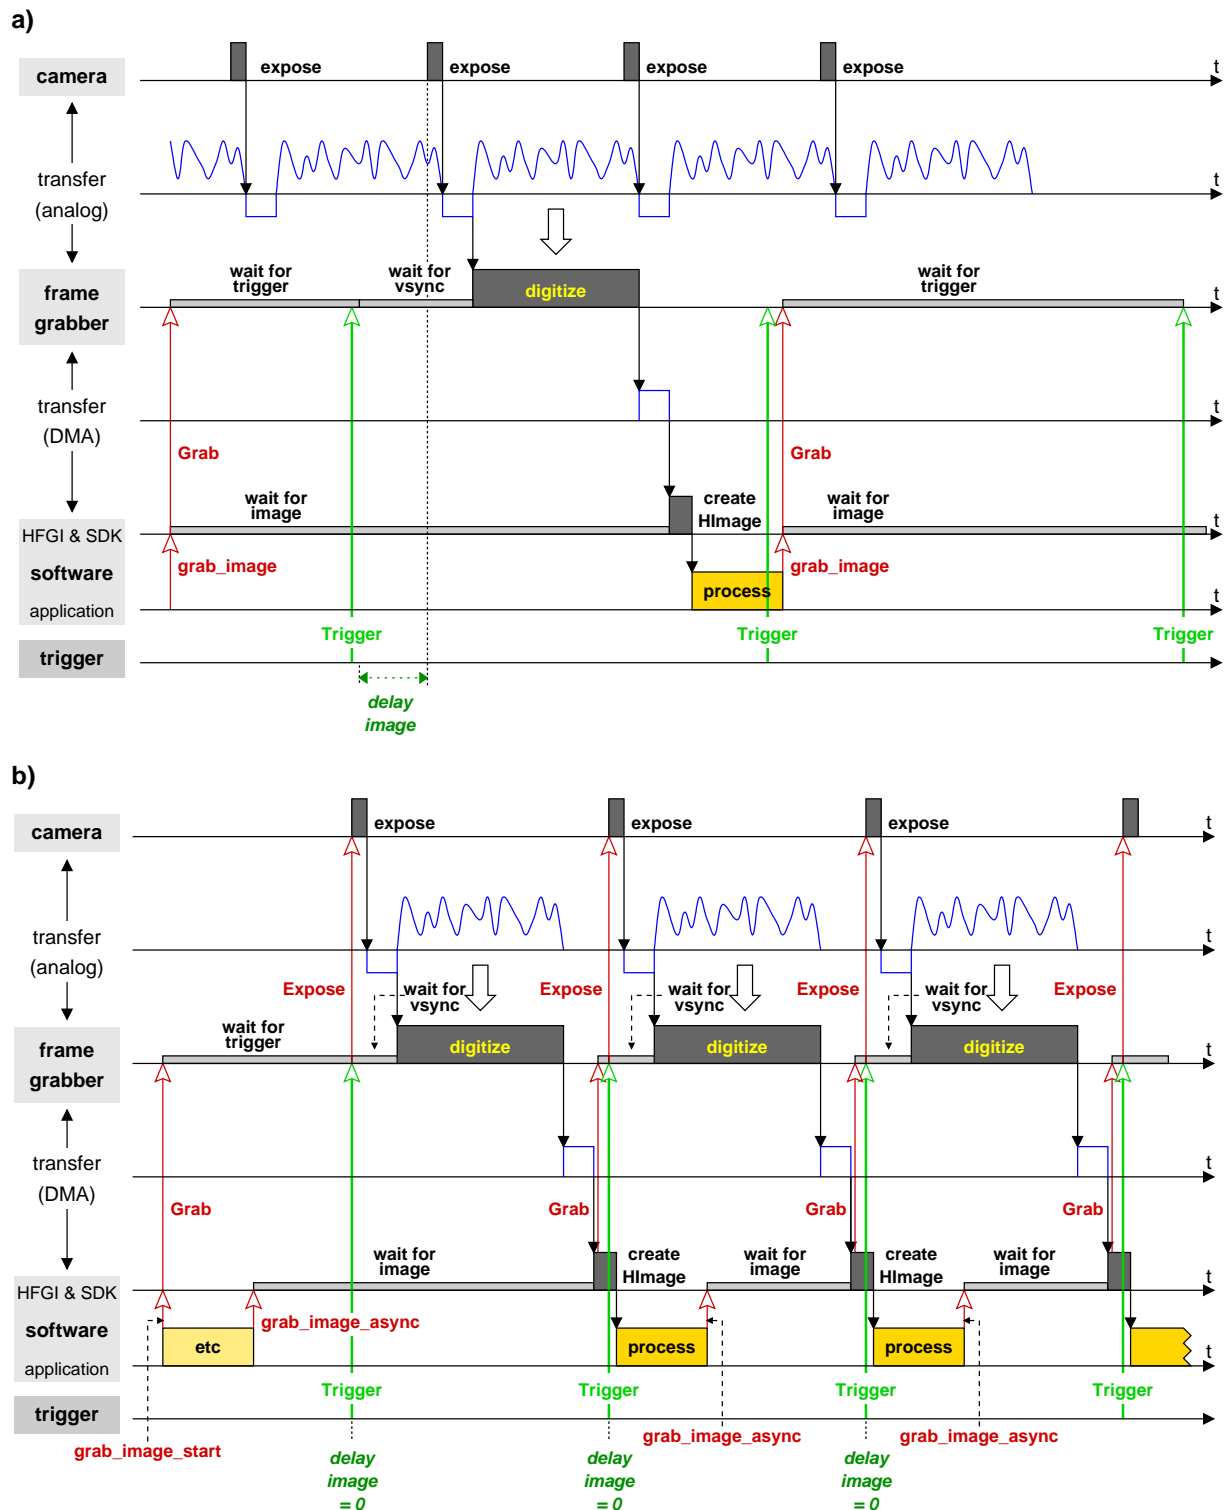 a)
expose
expose
expose
expose
t
camera
transfer
(analog)
t
wait for
trigger
wait for
vsync
digitize
wait for
trigger
frame
grabber
t
transfer
(DMA)
t
Grab
Grab
wait for
image
create
HImage
wait for
image
HFGI & SDK
t
software
grab_image
grab_image
process
application
t
Trigger
Trigger
Trigger
trigger
delay
image
b)
camera
expose
expose
expose
t
transfer
(analog)
t
Expose
Expose
Expose
Expose
wait for
vsync
wait for
vsync
wait for
vsync
wait for
trigger
frame
grabber
digitize
digitize
digitize
t
transfer
(DMA)
t
Grab
Grab
Grab
Grab
wait for
image
create
HImage
wait for
image
create
HImage
wait for
image
HFGI & SDK
t
grab_image_async
software
etc
process
process
application
t
Trigger
Trigger
Trigger
Trigger
trigger
grab_image_start
grab_image_async
grab_image_async
delay
image
= 0
delay
image
= 0
delay
image
= 0